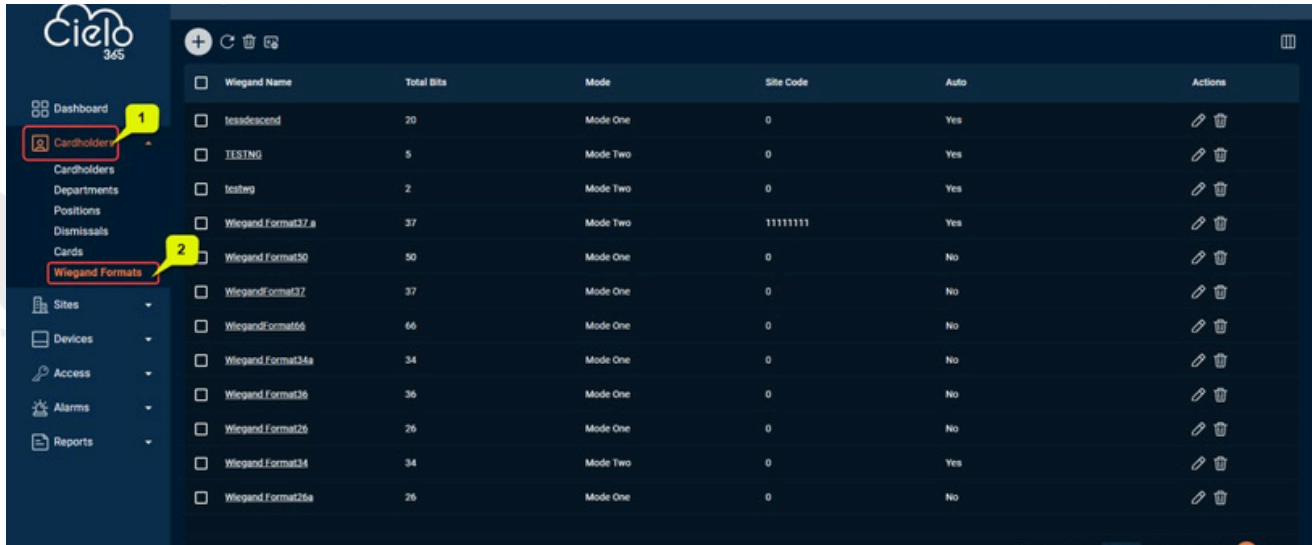 Cielo
365
Dashboard
1
Cardholders
Cardholders
Departments
Positions
Dismissals
Cards
2
Wiegand Formats
Sites
Devices
Access
Alarms
Reports
Wiegand Name Total Bits Mode Site Code Auto Actions
tessdescend 20 Mode One 0 Yes
TESTNG 5 Mode Two 0 Yes
testwg 2 Mode Two 0 Yes
Wiegand Format37 a 37 Mode Two 11111111 Yes
Wiegand Format50 50 Mode One 0 No
WiegandFormat37 37 Mode One 0 No
WiegandFormat66 66 Mode One 0 No
Wiegand Format34a 34 Mode One 0 No
Wiegand Format36 36 Mode One 0 No
Wiegand Format26 26 Mode One 0 No
Wiegand Format34 34 Mode Two 0 Yes
Wiegand Format26a 26 Mode One 0 No